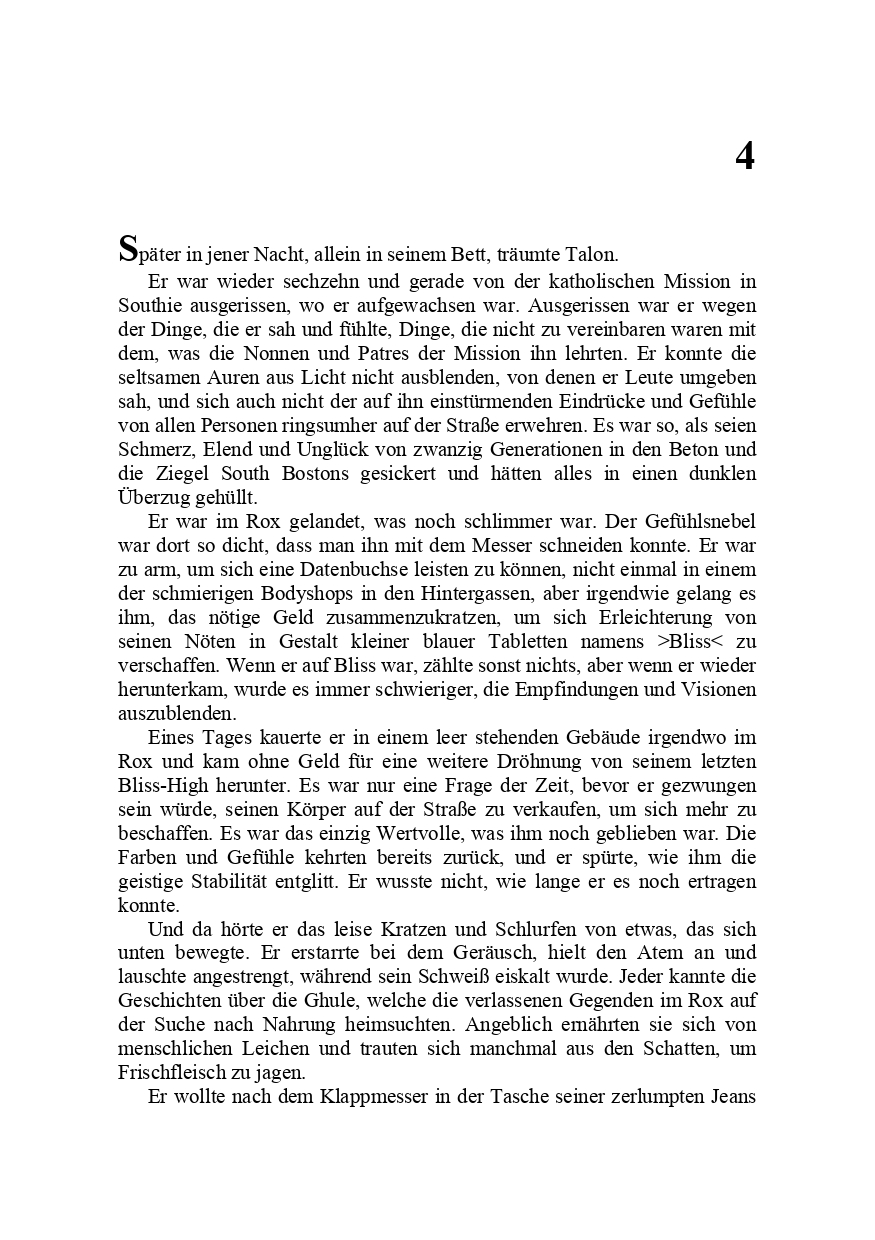 4
Später in jener Nacht, allein in seinem Bett, träumte Talon.
Er war wieder sechzehn und gerade von der katholischen Mission in
Southie ausgerissen, wo er aufgewachsen war. Ausgerissen war er wegen
der Dinge, die er sah und fühlte, Dinge, die nicht zu vereinbaren waren mit
dem, was die Nonnen und Patres der Mission ihn lehrten. Er konnte die
seltsamen Auren aus Licht nicht ausblenden, von denen er Leute umgeben
sah, und sich auch nicht der auf ihn einstürmenden Eindrücke und Gefühle
von allen Personen ringsumher auf der Straße erwehren. Es war so, als seien
Schmerz, Elend und Unglück von zwanzig Generationen in den Beton und
die Ziegel South Bostons gesickert und hätten alles in einen dunklen
Überzug gehüllt.
Er war im Rox gelandet, was noch schlimmer war. Der Gefühlsnebel
war dort so dicht, dass man ihn mit dem Messer schneiden konnte. Er war
zu arm, um sich eine Datenbuchse leisten zu können, nicht einmal in einem
der schmierigen Bodyshops in den Hintergassen, aber irgendwie gelang es
ihm, das nötige Geld zusammenzukratzen, um sich Erleichterung von
seinen Nöten in Gestalt kleiner blauer Tabletten namens >Bliss< zu
verschaffen. Wenn er auf Bliss war, zählte sonst nichts, aber wenn er wieder
herunterkam, wurde es immer schwieriger, die Empfindungen und Visionen
auszublenden.
Eines Tages kauerte er in einem leer stehenden Gebäude irgendwo im
Rox und kam ohne Geld für eine weitere Dröhnung von seinem letzten
Bliss-High herunter. Es war nur eine Frage der Zeit, bevor er gezwungen
sein würde, seinen Körper auf der Straße zu verkaufen, um sich mehr zu
beschaffen. Es war das einzig Wertvolle, was ihm noch geblieben war. Die
Farben und Gefühle kehrten bereits zurück, und er spürte, wie ihm die
geistige Stabilität entglitt. Er wusste nicht, wie lange er es noch ertragen
konnte.
Und da hörte er das leise Kratzen und Schlurfen von etwas, das sich
unten bewegte. Er erstarrte bei dem Geräusch, hielt den Atem an und
lauschte angestrengt, während sein Schweiß eiskalt wurde. Jeder kannte die
Geschichten über die Ghule, welche die verlassenen Gegenden im Rox auf
der Suche nach Nahrung heimsuchten. Angeblich ernährten sie sich von
menschlichen Leichen und trauten sich manchmal aus den Schatten, um
Frischfleisch zu jagen.
Er wollte nach dem Klappmesser in der Tasche seiner zerlumpten Jeans